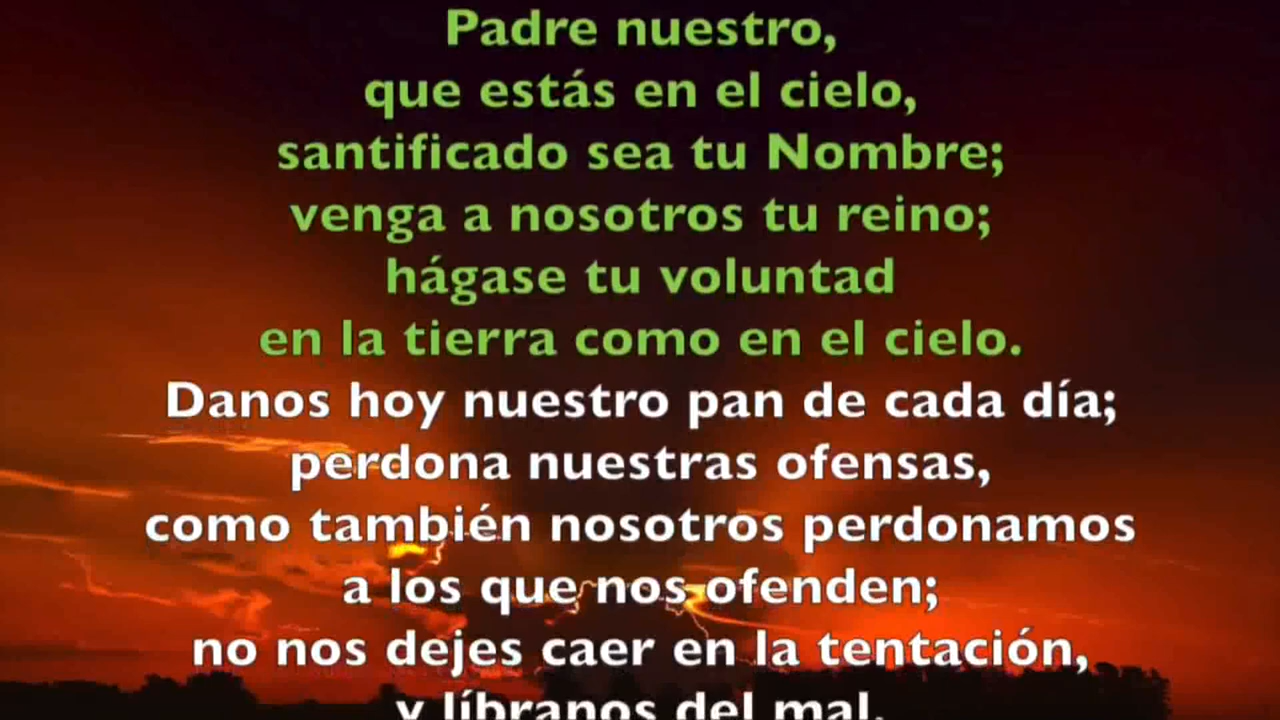 Padre nuestro,
que estás en el cielo,
santificado sea tu Nombre;
venga a nosotros tu reino;
hágase tu voluntad
en la tierra como en el cielo.
Danos hoy nuestro pan de cada día;
perdona nuestras ofensas,
como también nosotros perdonamos
a los que nos ofenden;
no nos dejes caer en la tentación,
y líbranos del mal.